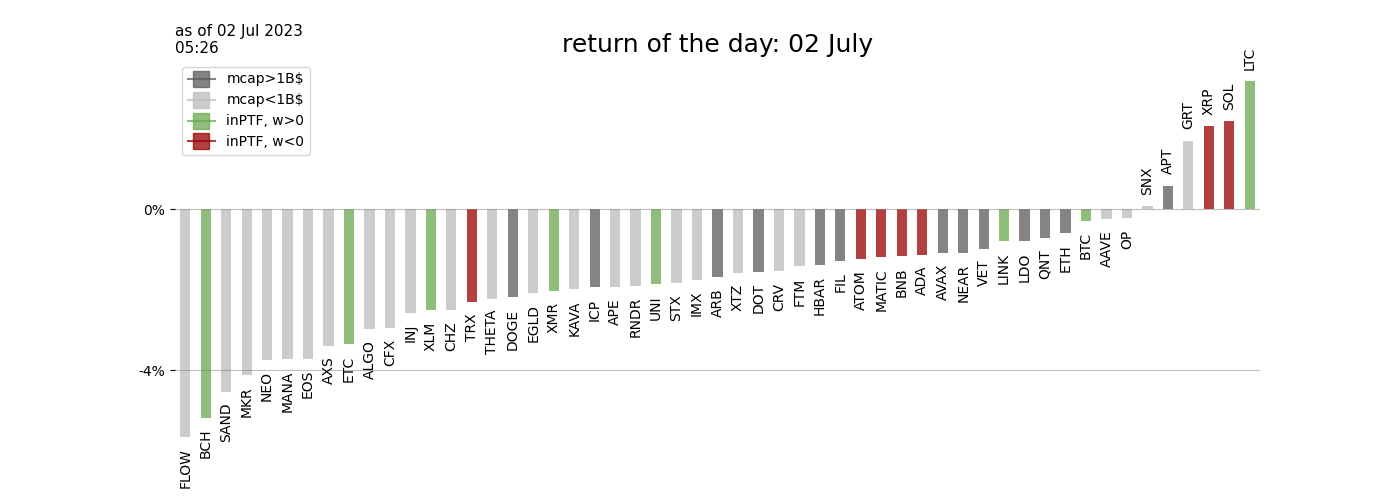 as of 02 Jul 2023
05:26
return of the day: 02 July
mcap>1B$
mcap<1B$
inPTF, w>0
inPTF, w<0
0%
-4%
FLOW
BCH
SAND
MKR
NEO
MANA
EOS
AXS
ETC
ALGO
CFX
INJ
XLM
CHZ
TRX
THETA
DOGE
EGLD
XMR
KAVA
ICP
APE
RNDR
UNI
STX
IMX
ARB
XTZ
DOT
CRV
FTM
HBAR
FIL
ATOM
MATIC
BNB
ADA
AVAX
NEAR
VET
LINK
LDO
QNT
ETH
BTC
AAVE
OP
SNX
APT
GRT
XRP
SOL
LTC